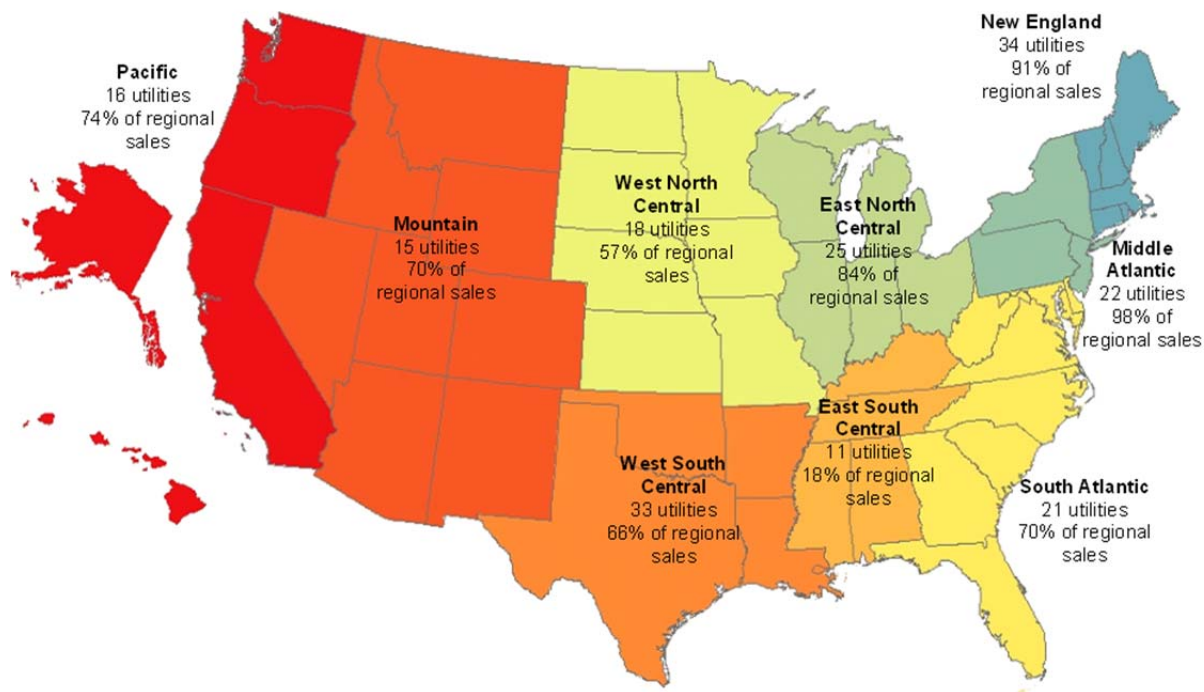 New England
34 utilities
91% of
regional sales
Pacific
16 utilities
74% of regional
sales
West North
Central
18 utilities
57% of regional
sales
East North
Central
25 utilities
84% of
regional sales
Mountain
15 utilities
70% of
regional sales
Middle
Atlantic
22 utilities
98% of
regional sales
East South
Central
11 utilities
18% of regional
sales
West South
Central
33 utilities
66% of regional
sales
South Atlantic
21 utilities
70% of regional
sales